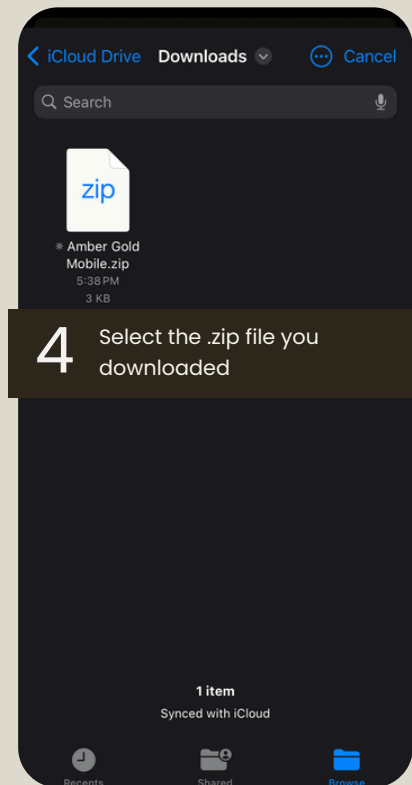 iCloud Drive Downloads Cancel
Search
zip
* Amber Gold
Mobile.zip
5:38 PM
3 KB
4 Select the .zip file you
downloaded
1 item
Synced with iCloud
Recents Shared Browse